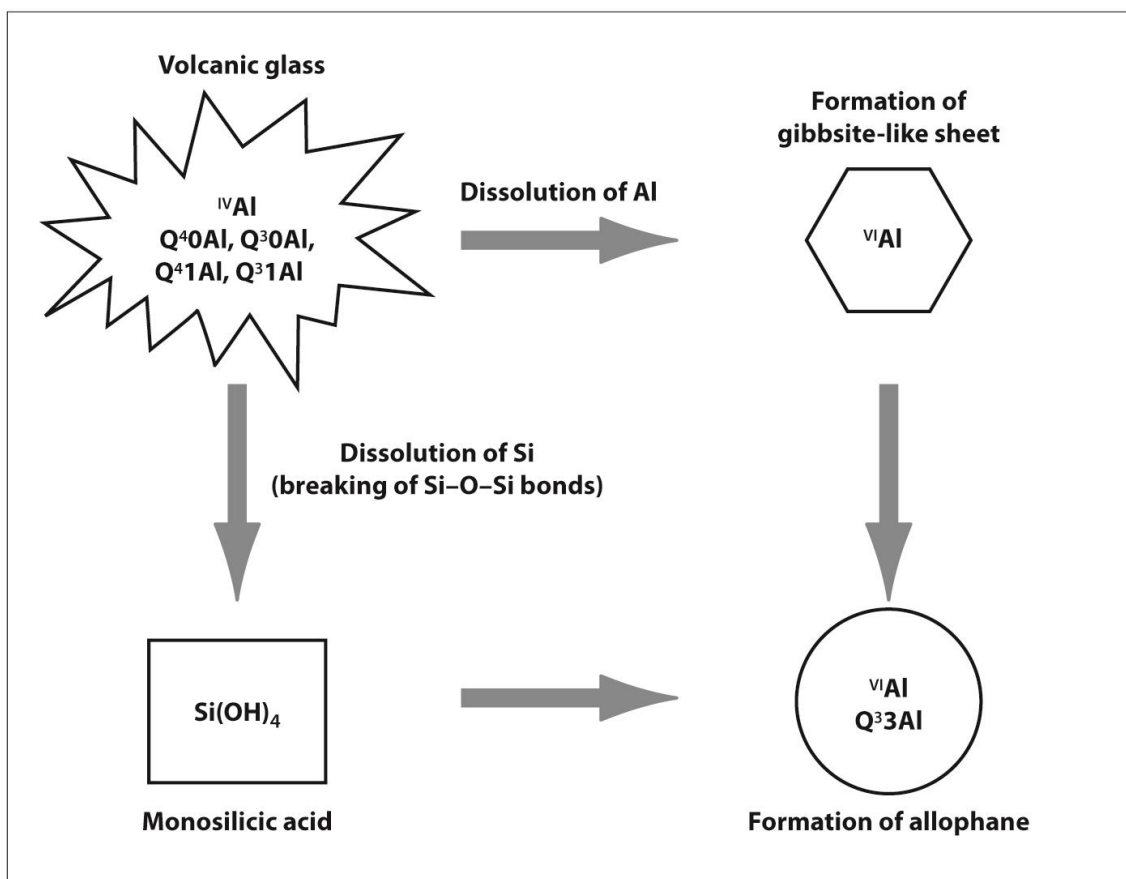 Volcanic glass
ᴵⱽAl
Q⁴0Al, Q³0Al,
Q⁴1Al, Q³1Al
Dissolution of Al
Formation of
gibbsite-like sheet
ⱽᴵAl
Dissolution of Si
(breaking of Si–O–Si bonds)
Si(OH)₄
Monosilicic acid
ⱽᴵAl
Q³3Al
Formation of allophane